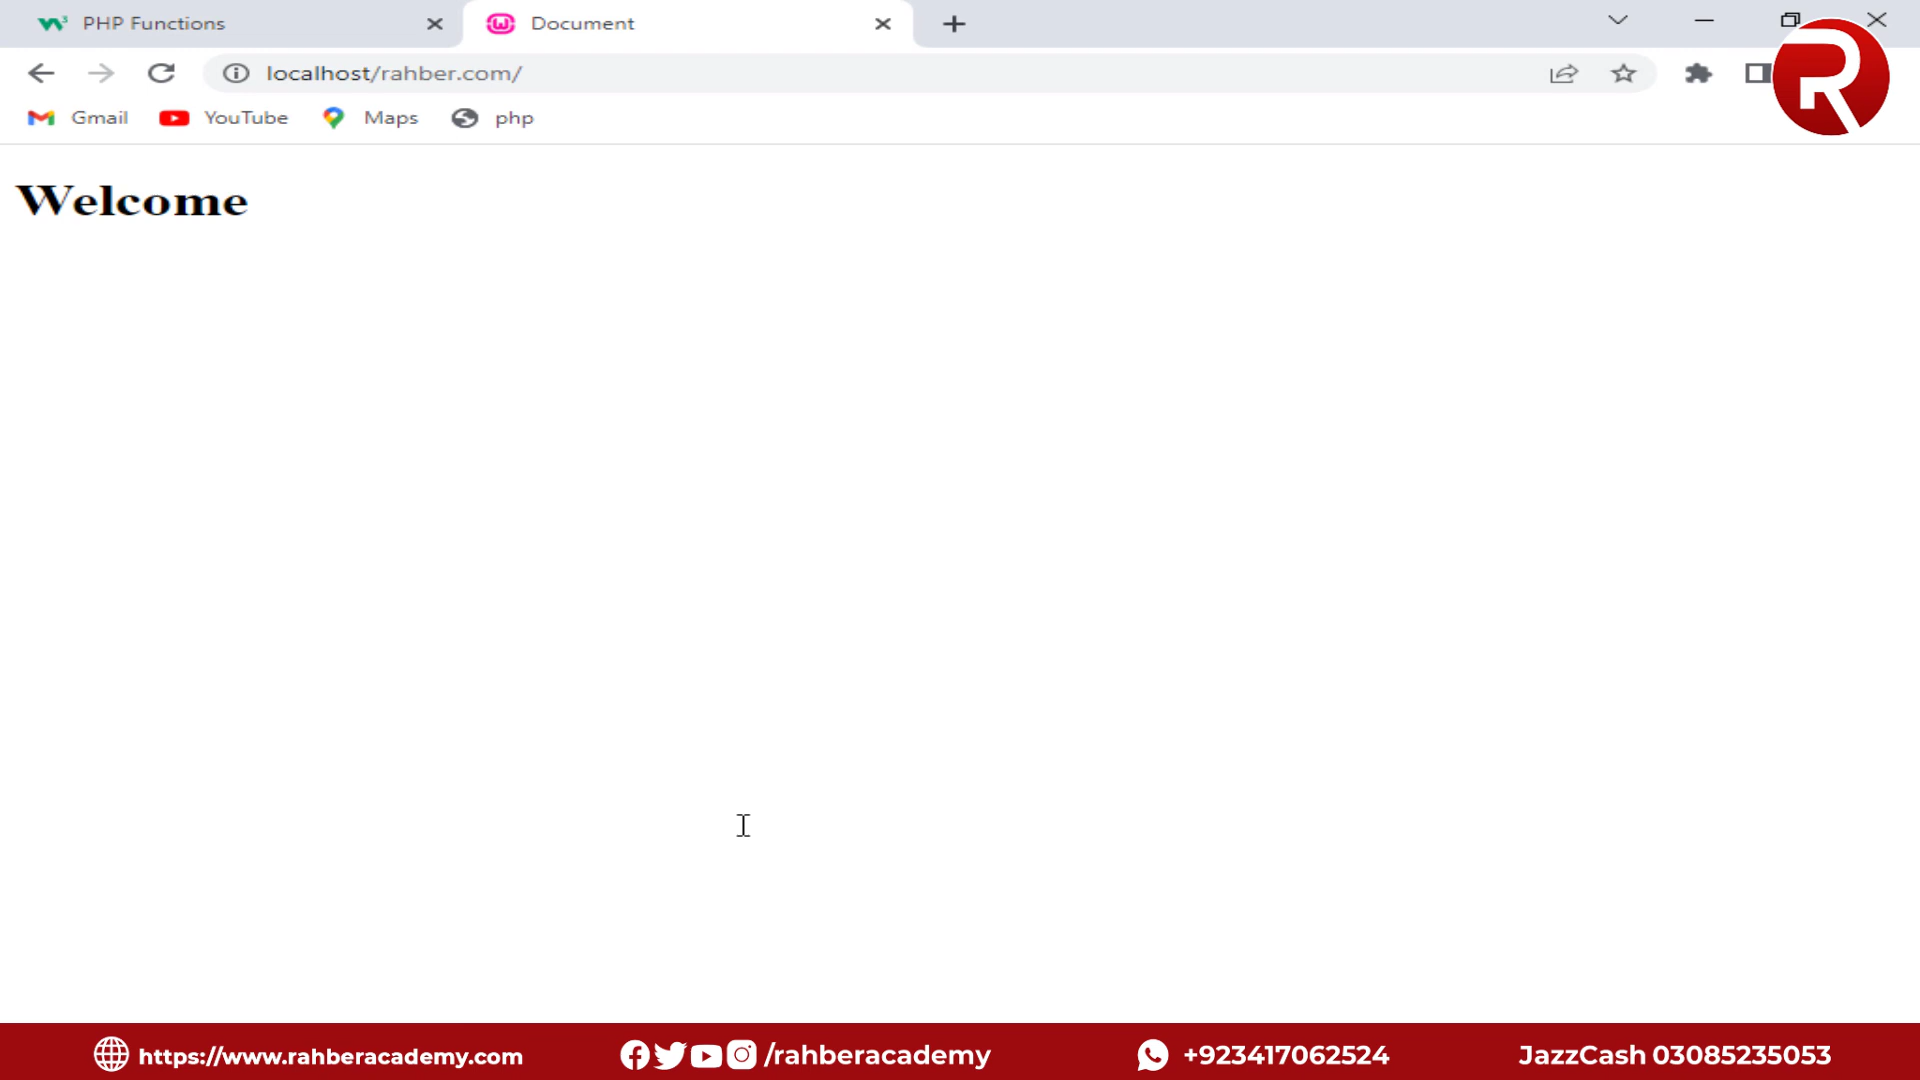 PHP Functions
Document
localhost/rahber.com/
Gmail YouTube Maps php
R
Welcome
https://www.rahberacademy.com /rahberacademy +923417062524 JazzCash 03085235053